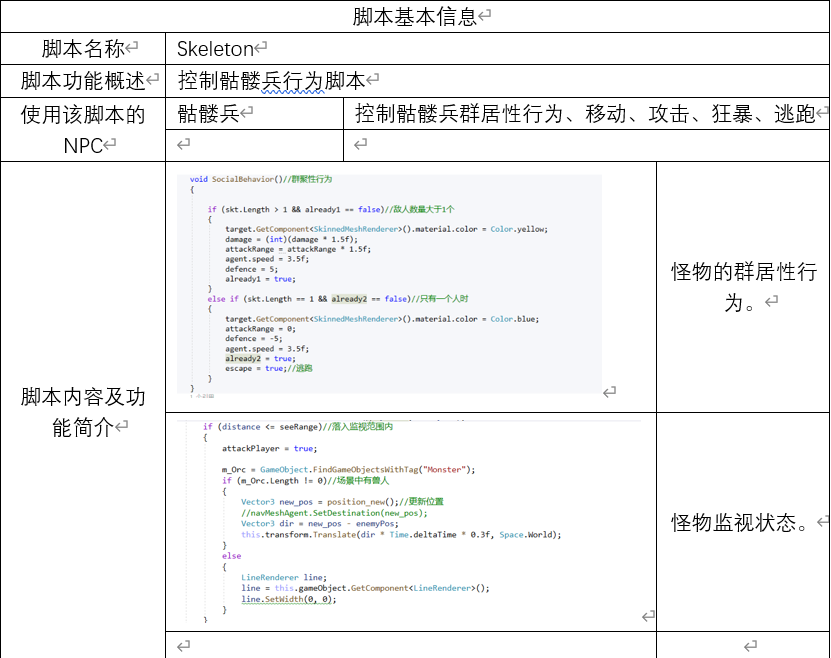 脚本基本信息
脚本名称
Skeleton
脚本功能概述
控制骷髅兵行为脚本
使用该脚本的
NPC
骷髅兵
控制骷髅兵群居性行为、移动、攻击、狂暴、逃跑
脚本内容及功
能简介
void SocialBehavior()//群聚性行为
{
if (skt.Length > 1 && already1 == false)//敌人数量大于1个
{
target.GetComponent<SkinnedMeshRenderer>().material.color = Color.yellow;
damage = (int)(damage * 1.5f);
attackRange = attackRange * 1.5f;
agent.speed = 3.5f;
defence = 5;
already1 = true;
}
else if (skt.Length == 1 && already2 == false)//只有一个人时
{
target.GetComponent<SkinnedMeshRenderer>().material.color = Color.blue;
attackRange = 0;
defence = -5;
agent.speed = 3.5f;
already2 = true;
escape = true;//逃跑
}
}
怪物的群居性行
为。
if (distance <= seeRange)//落入监视范围内
{
attackPlayer = true;
m_Orc = GameObject.FindGameObjectsWithTag("Monster");
if (m_Orc.Length != 0)//场景中有兽人
{
Vector3 new_pos = position_new();//更新位置
//navMeshAgent.SetDestination(new_pos);
Vector3 dir = new_pos - enemyPos;
this.transform.Translate(dir * Time.deltaTime * 0.3f, Space.World);
}
else
{
LineRenderer line;
line = this.gameObject.GetComponent<LineRenderer>();
line.SetWidth(0, 0);
}
}
怪物监视状态。